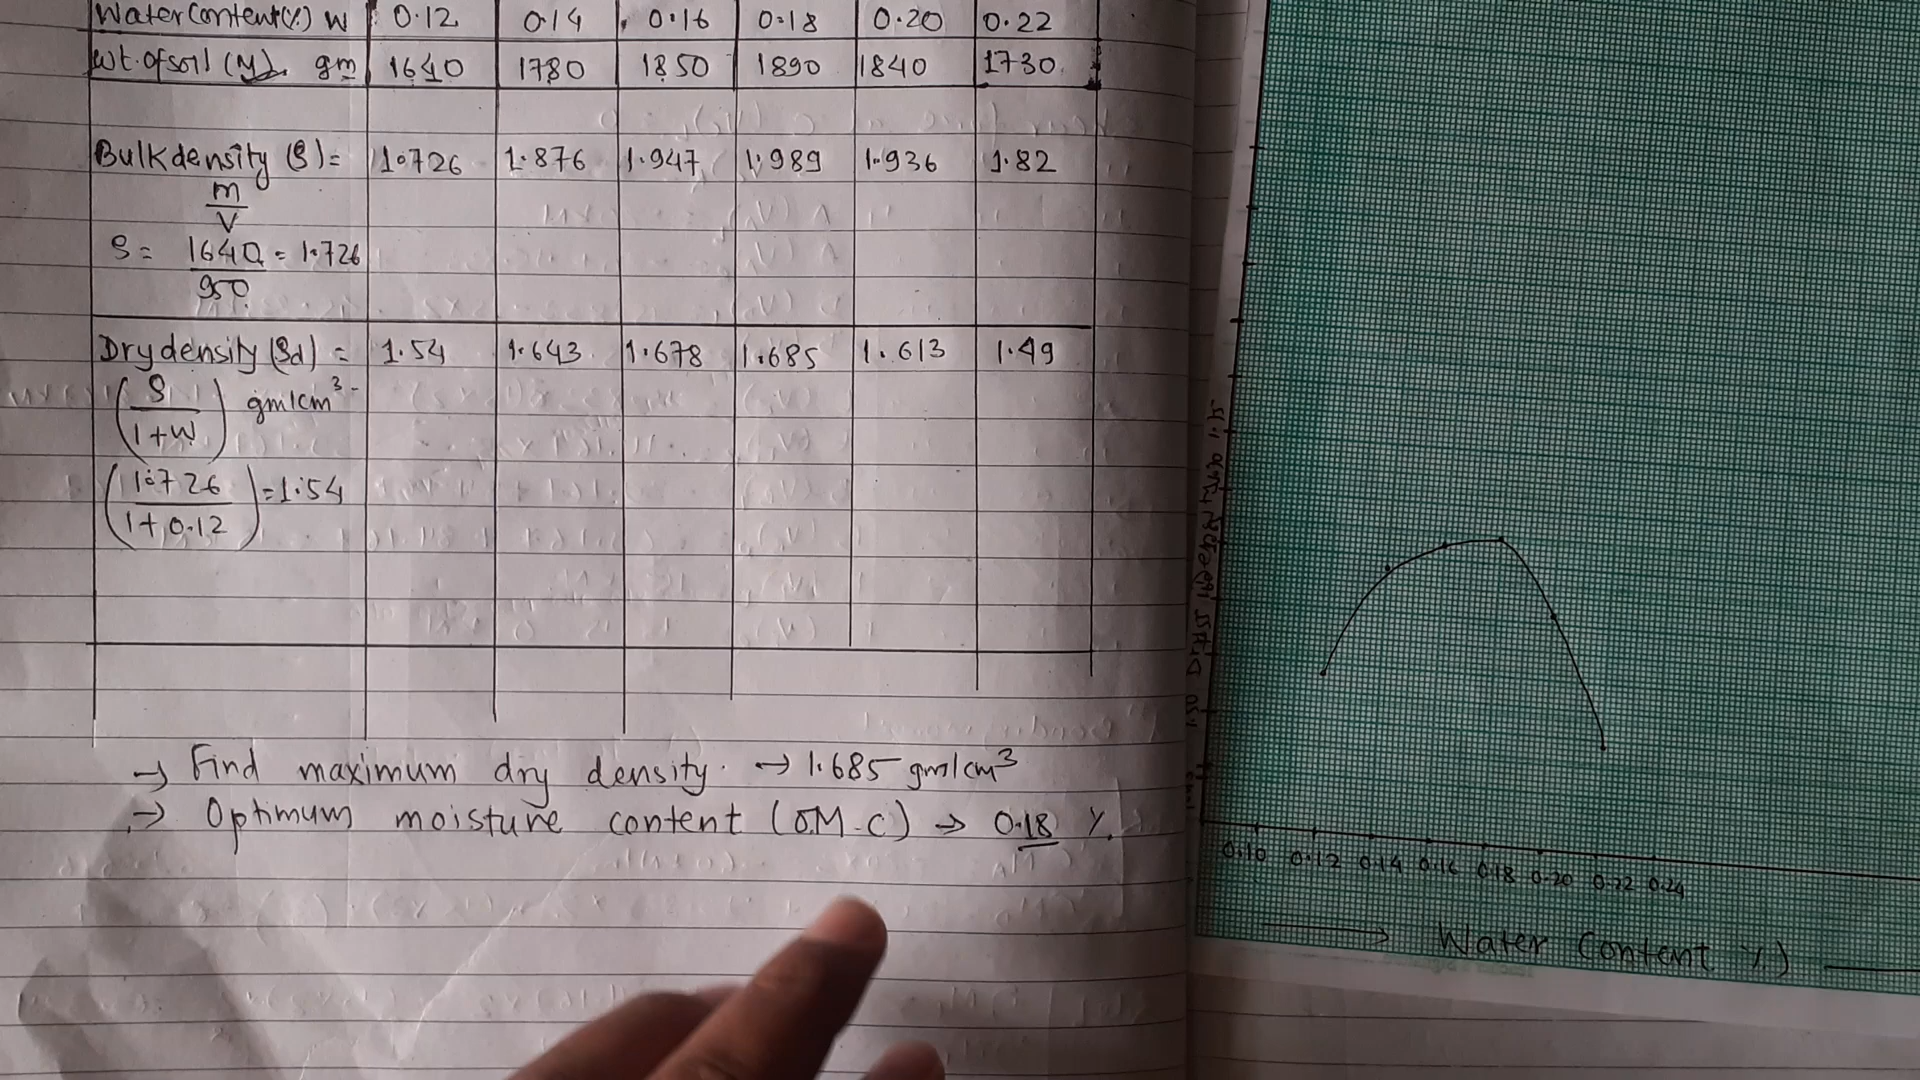 Water Content(%) W 0.12 0.14 0.16 0.18 0.20 0.22
Wt. of soil (M) gm 1640 1780 1850 1890 1840 1730
Bulk density (ρ) = 1.726 1.876 1.947 1.989 1.936 1.82
m
V
ρ = 1640 = 1.726
950
Dry density (ρd) = 1.54 1.643 1.678 1.685 1.613 1.49
(ρ / 1+W) gm/cm³
(1.726 / 1+0.12) = 1.54
→ Find maximum dry density. → 1.685 gm/cm³
→ Optimum moisture content (O.M.C) → 0.18 %.
1.50
0.10 0.12 0.14 0.16 0.18 0.20 0.22 0.24
→ Water Content %)